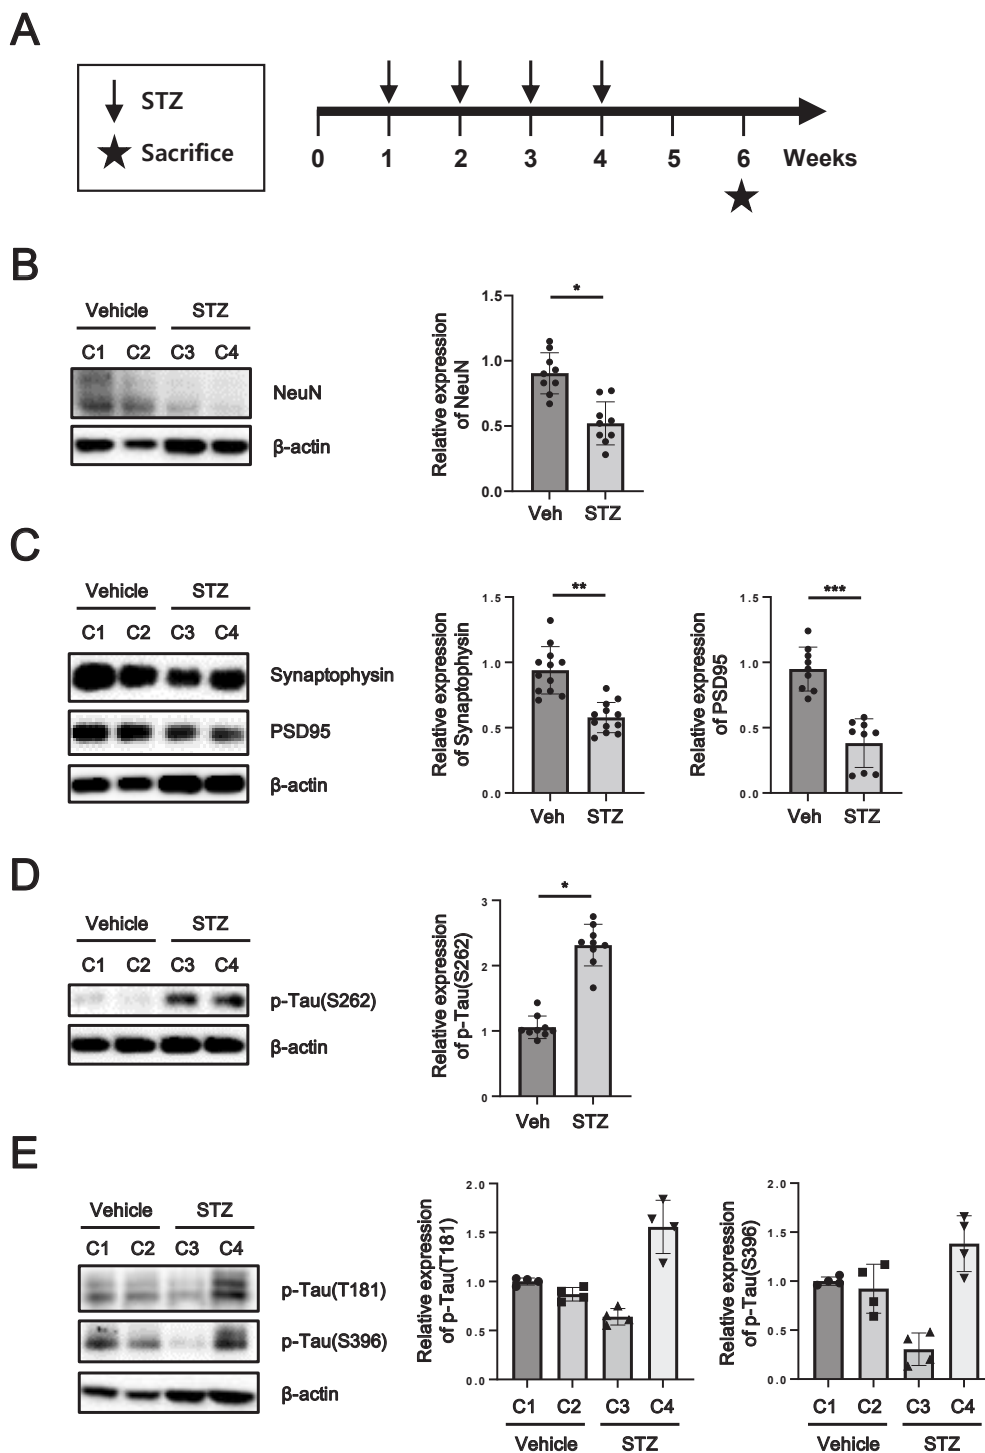 A
STZ
Sacrifice
0 1 2 3 4 5 6 Weeks
B
Vehicle STZ
C1 C2 C3 C4
NeuN
β-actin
Relative expression
of NeuN
1.5
1.0
0.5
0.0
*
Veh STZ
C
Vehicle STZ
C1 C2 C3 C4
Synaptophysin
PSD95
β-actin
Relative expression
of Synaptophysin
1.5
1.0
0.5
0.0
**
Veh STZ
Relative expression
of PSD95
1.5
1.0
0.5
0.0
***
Veh STZ
D
Vehicle STZ
C1 C2 C3 C4
p-Tau(S262)
β-actin
Relative expression
of p-Tau(S262)
3
2
1
0
*
Veh STZ
E
Vehicle STZ
C1 C2 C3 C4
p-Tau(T181)
p-Tau(S396)
β-actin
Relative expression
of p-Tau(T181)
2.0
1.5
1.0
0.5
0.0
C1 C2 C3 C4
Vehicle STZ
Relative expression
of p-Tau(S396)
2.0
1.5
1.0
0.5
0.0
C1 C2 C3 C4
Vehicle STZ